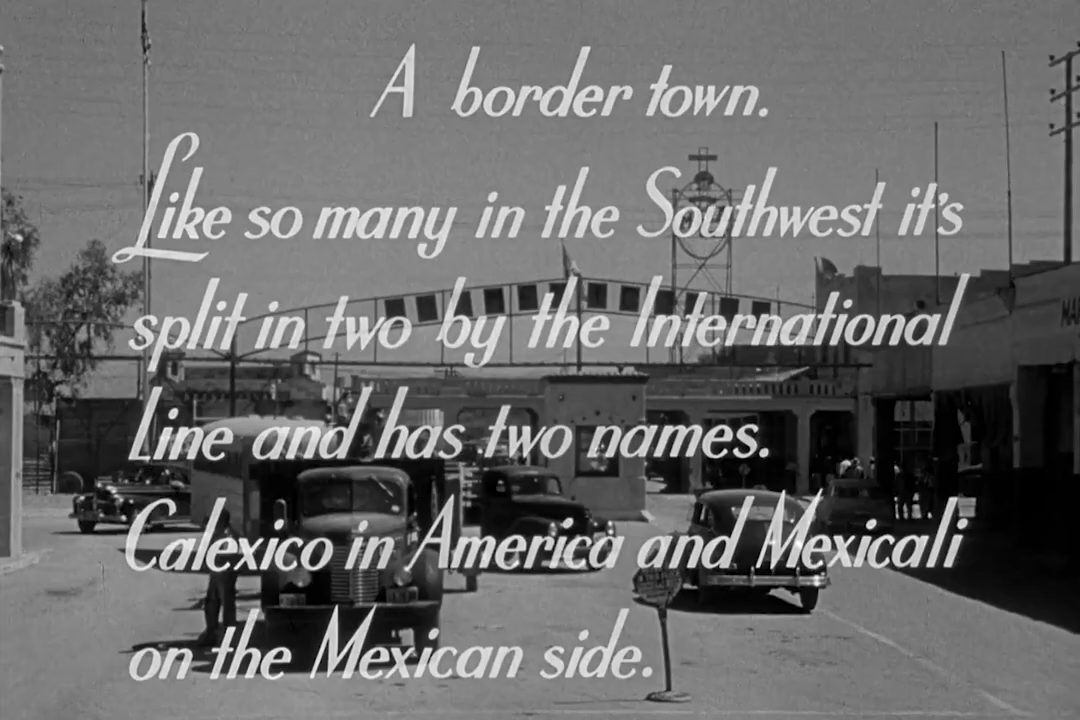 A border town.
Like so many in the Southwest it's
split in two by the International
Line and has two names.
Calexico in America and Mexicali
on the Mexican side.